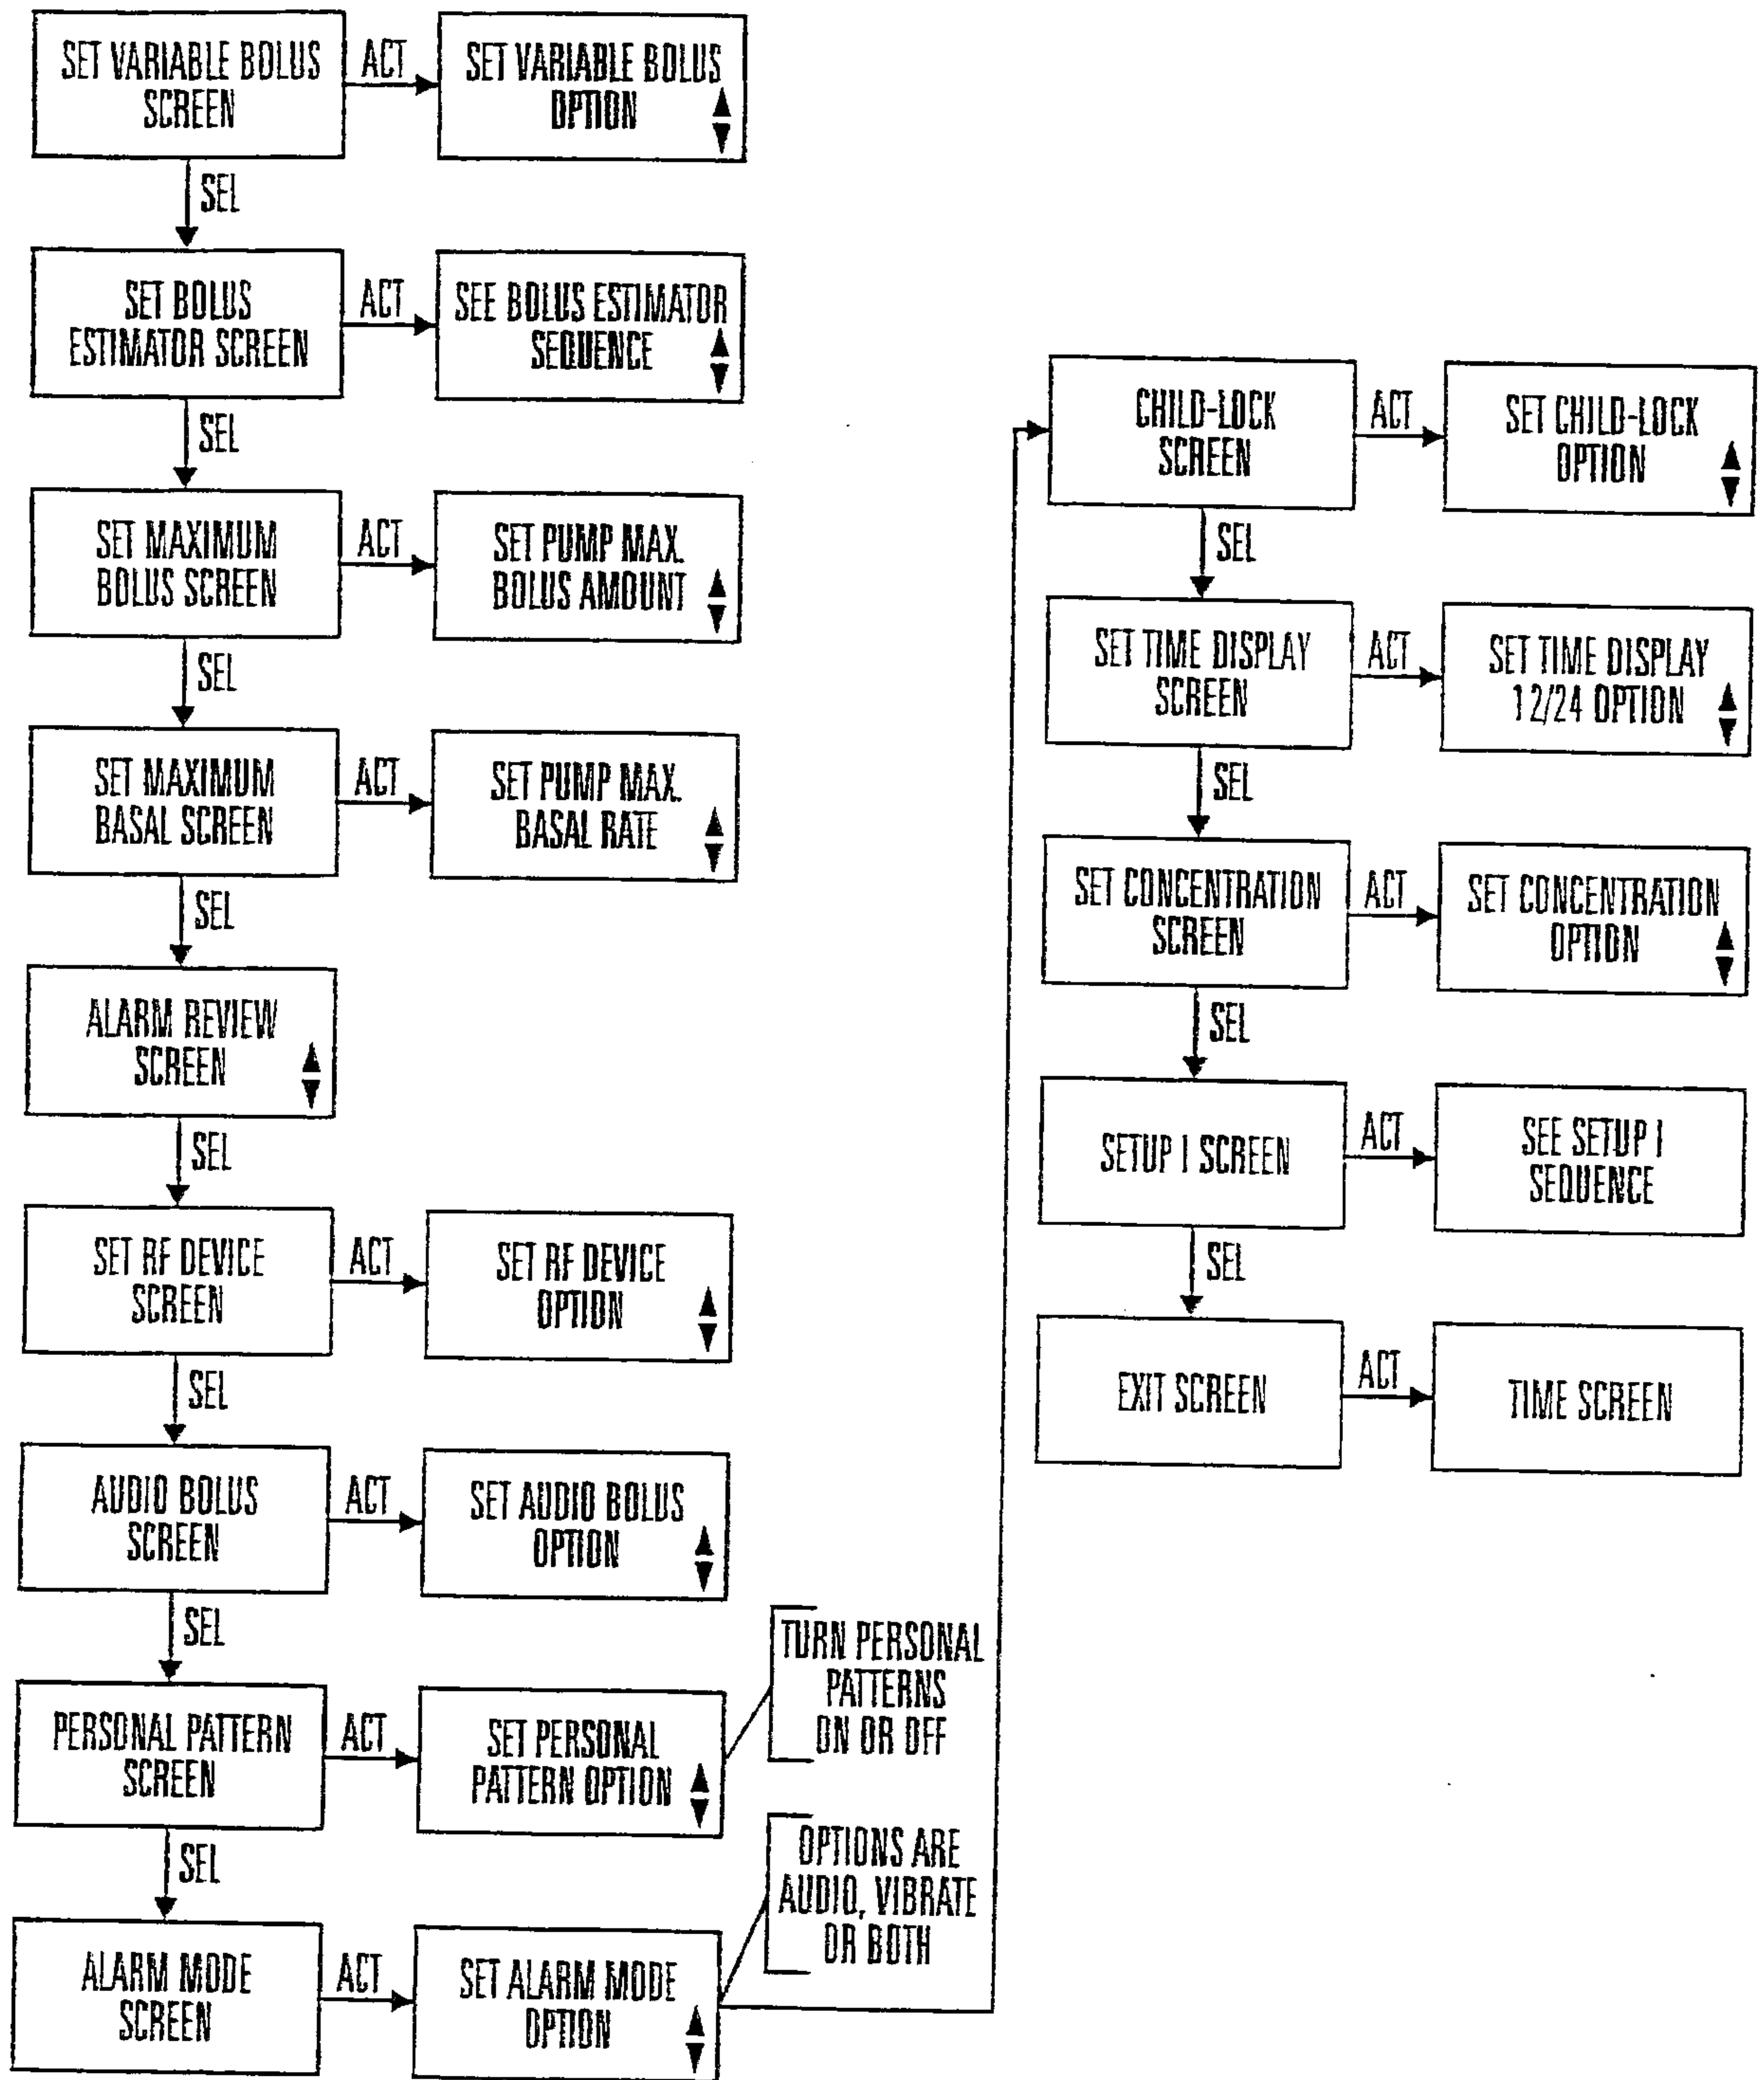 SET VARIABLE BOLUS
SCREEN
ACT
SET VARIABLE BOLUS
OPTION
SEL
SET BOLUS
ESTIMATOR SCREEN
ACT
SEE BOLUS ESTIMATOR
SEQUENCE
SEL
SET MAXIMUM
BOLUS SCREEN
ACT
SET PUMP MAX.
BOLUS AMOUNT
SEL
SET MAXIMUM
BASAL SCREEN
ACT
SET PUMP MAX.
BASAL RATE
SEL
ALARM REVIEW
SCREEN
SEL
SET RF DEVICE
SCREEN
ACT
SET RF DEVICE
OPTION
SEL
AUDIO BOLUS
SCREEN
ACT
SET AUDIO BOLUS
OPTION
SEL
PERSONAL PATTERN
SCREEN
ACT
SET PERSONAL
PATTERN OPTION
TURN PERSONAL
PATTERNS
ON OR OFF
SEL
ALARM MODE
SCREEN
ACT
SET ALARM MODE
OPTION
OPTIONS ARE
AUDIO, VIBRATE
OR BOTH
CHILD-LOCK
SCREEN
ACT
SET CHILD-LOCK
OPTION
SEL
SET TIME DISPLAY
SCREEN
ACT
SET TIME DISPLAY
12/24 OPTION
SEL
SET CONCENTRATION
SCREEN
ACT
SET CONCENTRATION
OPTION
SEL
SETUP I SCREEN
ACT
SEE SETUP I
SEQUENCE
SEL
EXIT SCREEN
ACT
TIME SCREEN